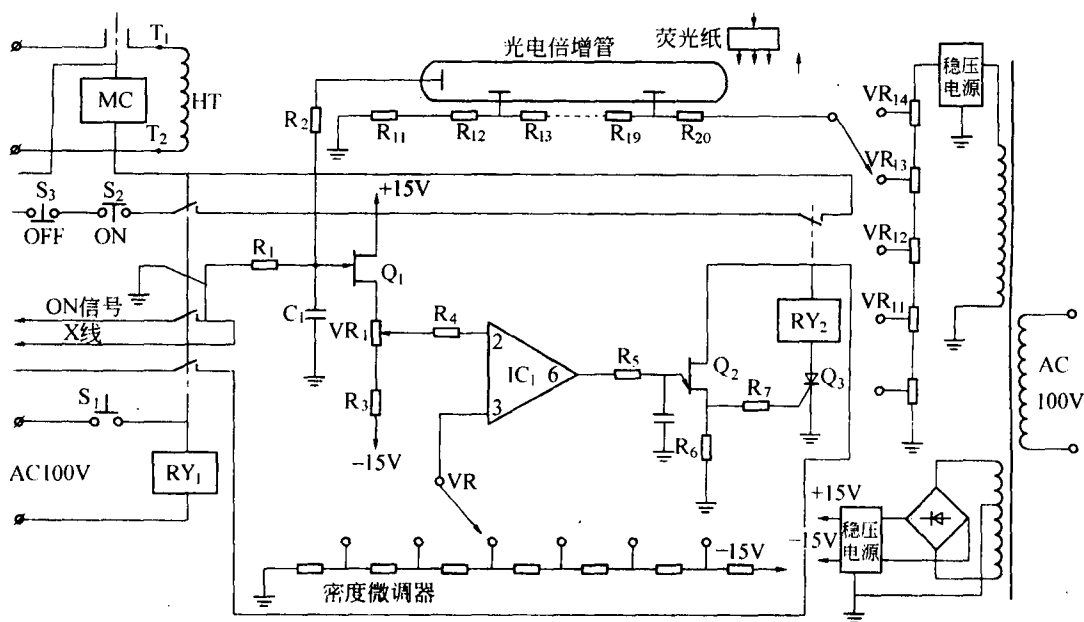 T₁
MC
HT
T₂
光电倍增管
荧光纸
R₂
R₁₁
R₁₂
R₁₃
R₁₉
R₂₀
VR₁₄
稳压
电源
VR₁₃
VR₁₂
VR₁₁
S₃
S₂
OFF
ON
+15V
R₁
Q₁
C₁
VR₁
R₄
R₃
-15V
2
3
IC₁
6
R₅
Q₂
R₆
R₇
RY₂
Q₃
ON信号
X线
S₁
AC100V
RY₁
VR
-15V
密度微调器
+15V
-15V
稳压
电源
AC
100V